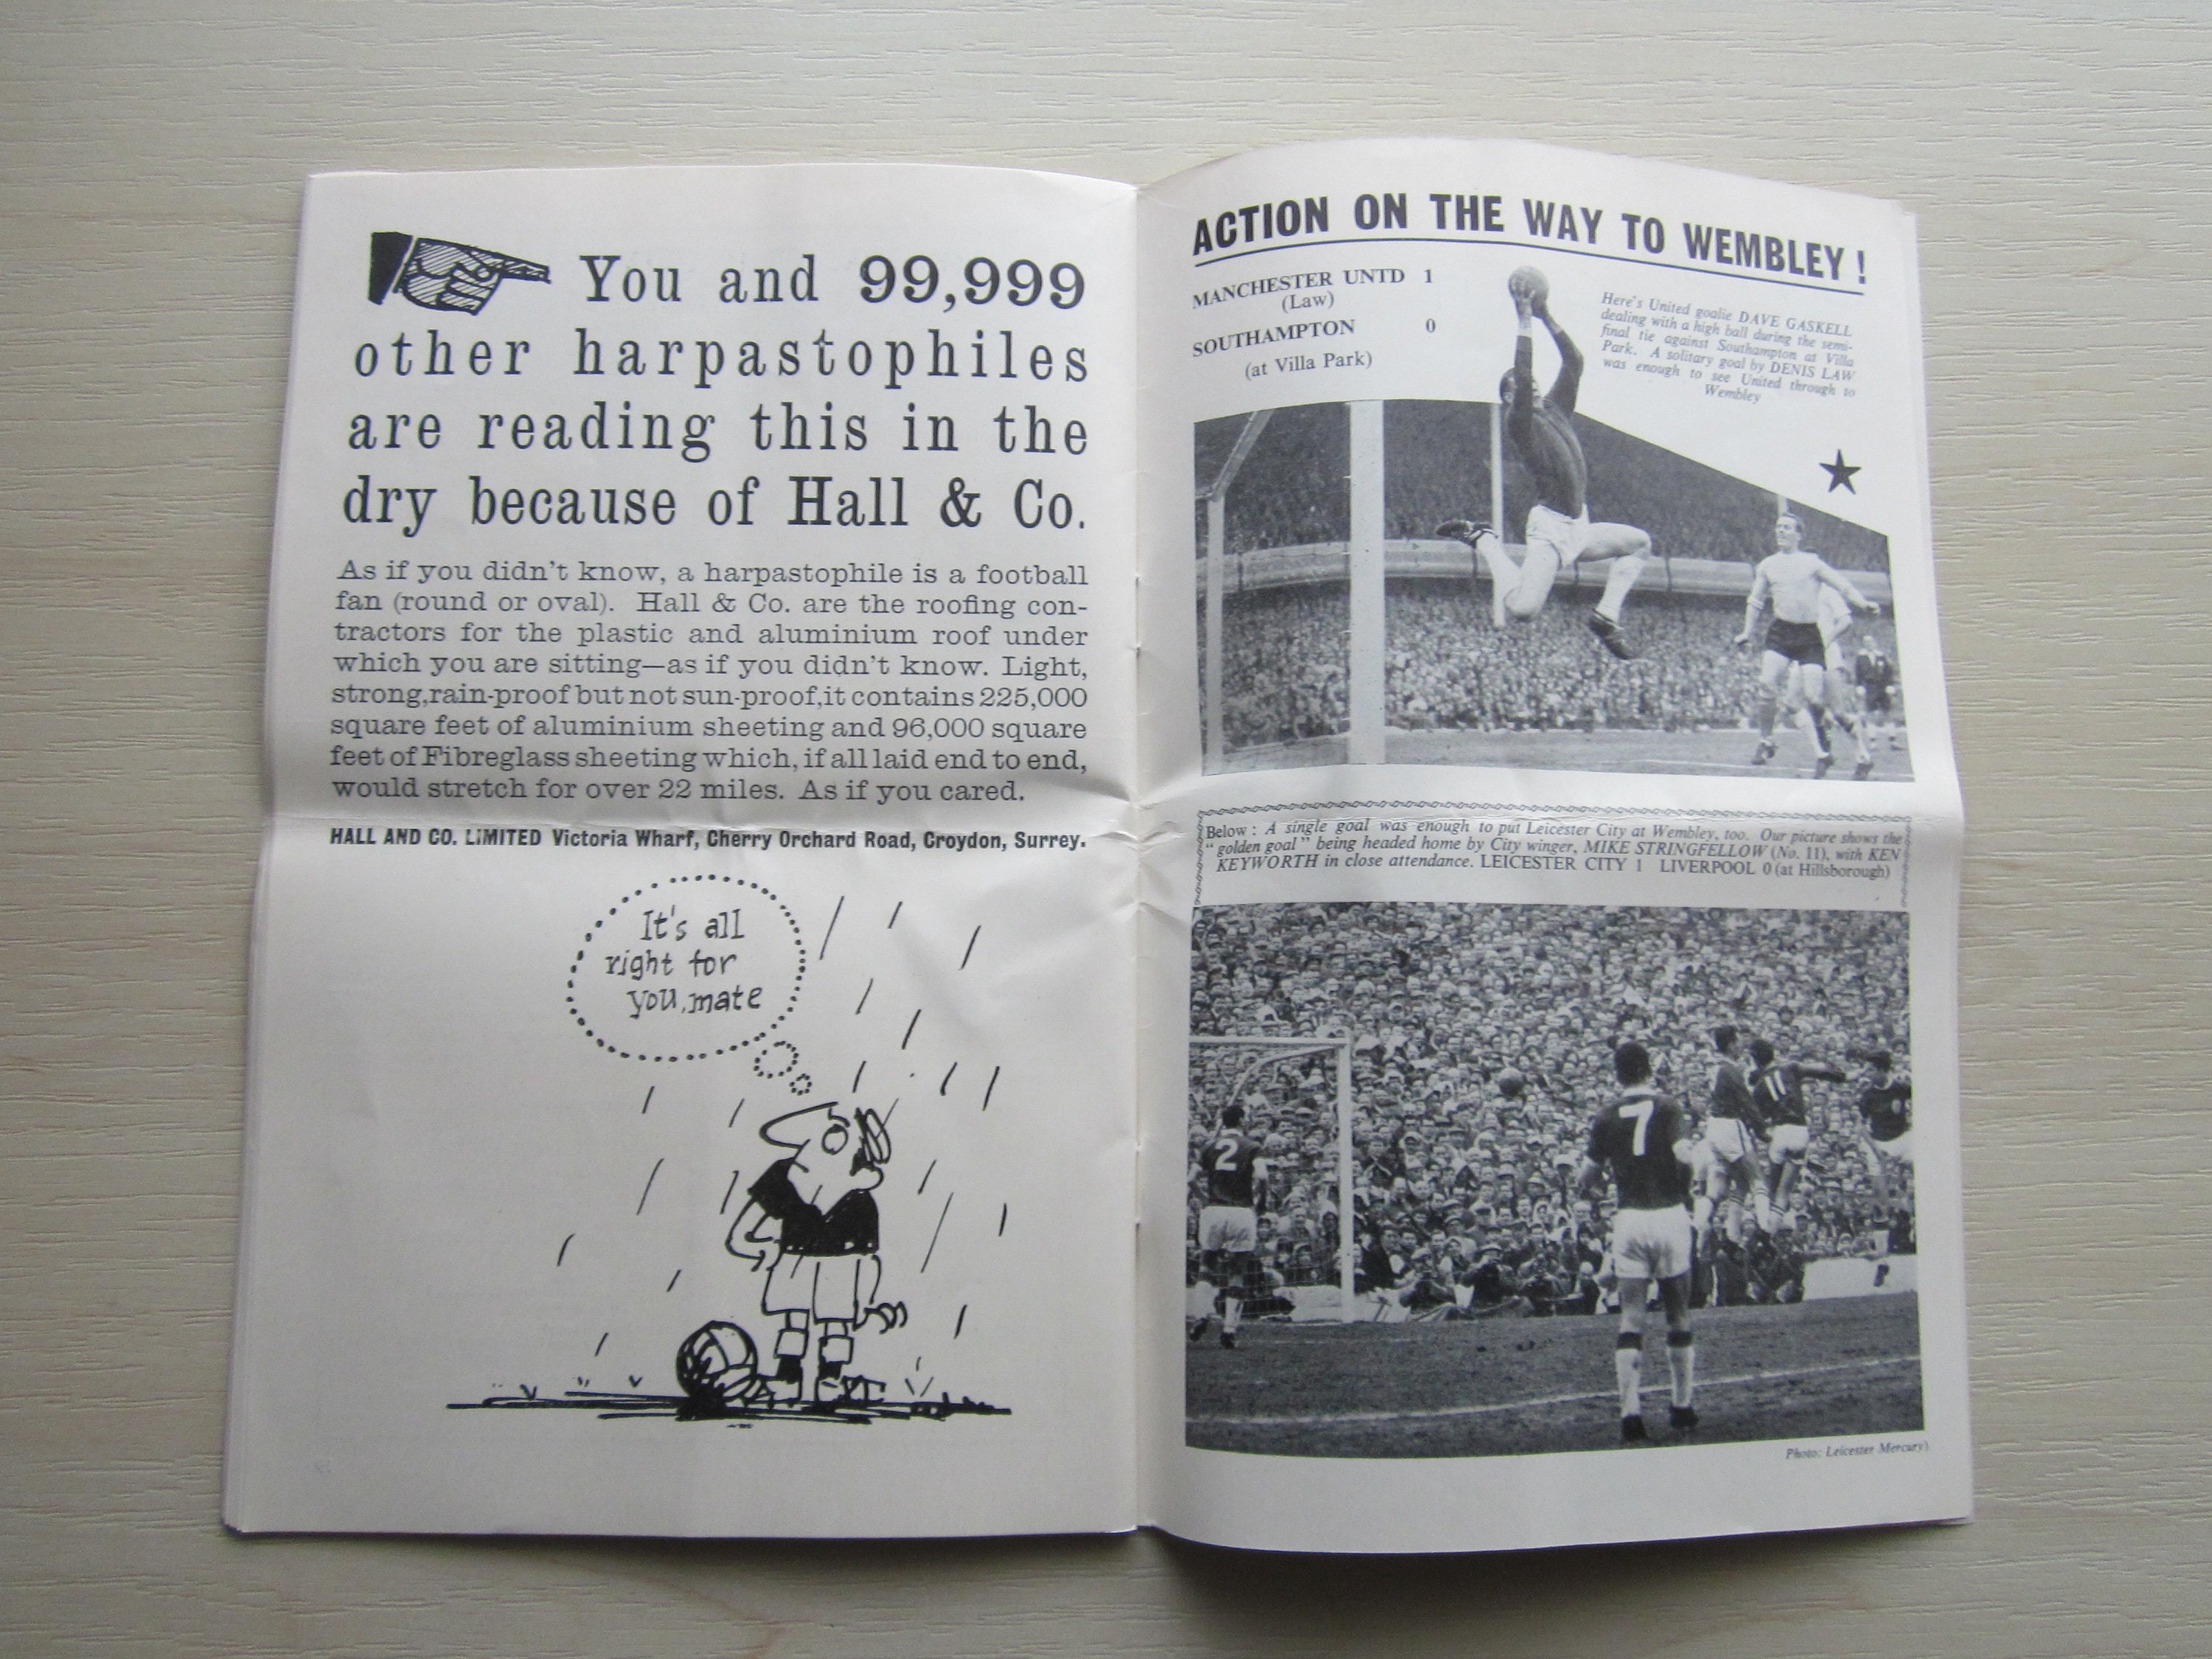 You and 99,999
other harpastophiles
are reading this in the
dry because of Hall & Co.
As if you didn't know, a harpastophile is a football
fan (round or oval). Hall & Co. are the roofing con-
tractors for the plastic and aluminium roof under
which you are sitting—as if you didn't know. Light,
strong,rain-proof but not sun-proof,it contains 225,000
square feet of aluminium sheeting and 96,000 square
feet of Fibreglass sheeting which, if all laid end to end,
would stretch for over 22 miles. As if you cared.
HALL AND CO. LIMITED Victoria Wharf, Cherry Orchard Road, Croydon, Surrey.
It's all
right for
you, mate
ACTION ON THE WAY TO WEMBLEY!
MANCHESTER UNTD 1
(Law)
SOUTHAMPTON 0
(at Villa Park)
Here's United goalie DAVE GASKELL
dealing with a high ball during the semi-
final tie against Southampton at Villa
Park. A solitary goal by DENIS LAW
was enough to see United through to
Wembley
Below: A single goal was enough to put Leicester City at Wembley, too. Our picture shows the
"golden goal" being headed home by City winger, MIKE STRINGFELLOW (No. 11), with KEN
KEYWORTH in close attendance. LEICESTER CITY 1 LIVERPOOL 0 (at Hillsborough)
2
7
11
Photo: Leicester Mercury)